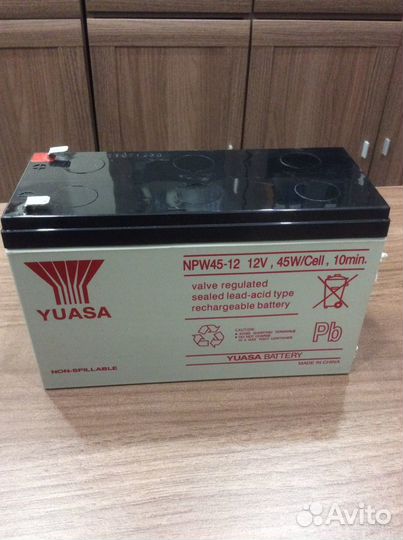 YUASA
NPW45-12 12V , 45W/Cell , 10min.
valve regulated
sealed lead-acid type
rechargeable battery
Pb
YUASA BATTERY
MADE IN CHINA
NON-SPILLABLE
Avito